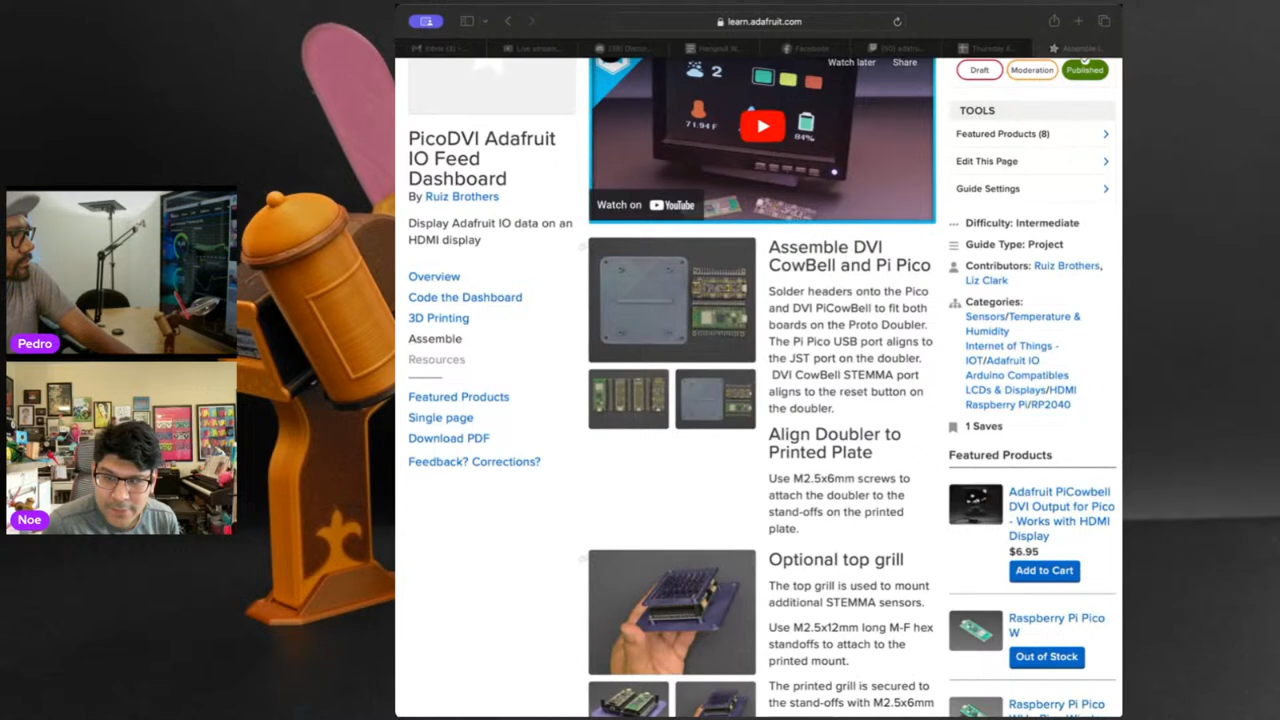 learn.adafruit.com
Facebook
Thursday A...
Assemble |...
PicoDVI Adafruit
IO Feed
Dashboard
By Ruiz Brothers
Display Adafruit IO data on an
HDMI display
Overview
Code the Dashboard
3D Printing
Assemble
Resources
Featured Products
Single page
Download PDF
Feedback? Corrections?
Watch later
Share
2
71.94 F
84%
Watch on YouTube
Assemble DVI
CowBell and Pi Pico
Solder headers onto the Pico
and DVI PiCowBell to fit both
boards on the Proto Doubler.
The Pi Pico USB port aligns to
the JST port on the doubler.
DVI CowBell STEMMA port
aligns to the reset button on
the doubler.
Align Doubler to
Printed Plate
Use M2.5x6mm screws to
attach the doubler to the
stand-offs on the printed
plate.
Optional top grill
The top grill is used to mount
additional STEMMA sensors.
Use M2.5x12mm long M-F hex
standoffs to attach to the
printed mount.
The printed grill is secured to
the stand-offs with M2.5x6mm
Draft
Moderation
Published
TOOLS
Featured Products (8)
Edit This Page
Guide Settings
Difficulty: Intermediate
Guide Type: Project
Contributors: Ruiz Brothers,
Liz Clark
Categories:
Sensors/Temperature &
Humidity
Internet of Things -
IOT/Adafruit IO
Arduino Compatibles
LCDs & Displays/HDMI
Raspberry Pi/RP2040
1 Saves
Featured Products
Adafruit PiCowbell
DVI Output for Pico
- Works with HDMI
Display
$6.95
Add to Cart
Raspberry Pi Pico
W
Out of Stock
Raspberry Pi Pico
Pedro
Noe